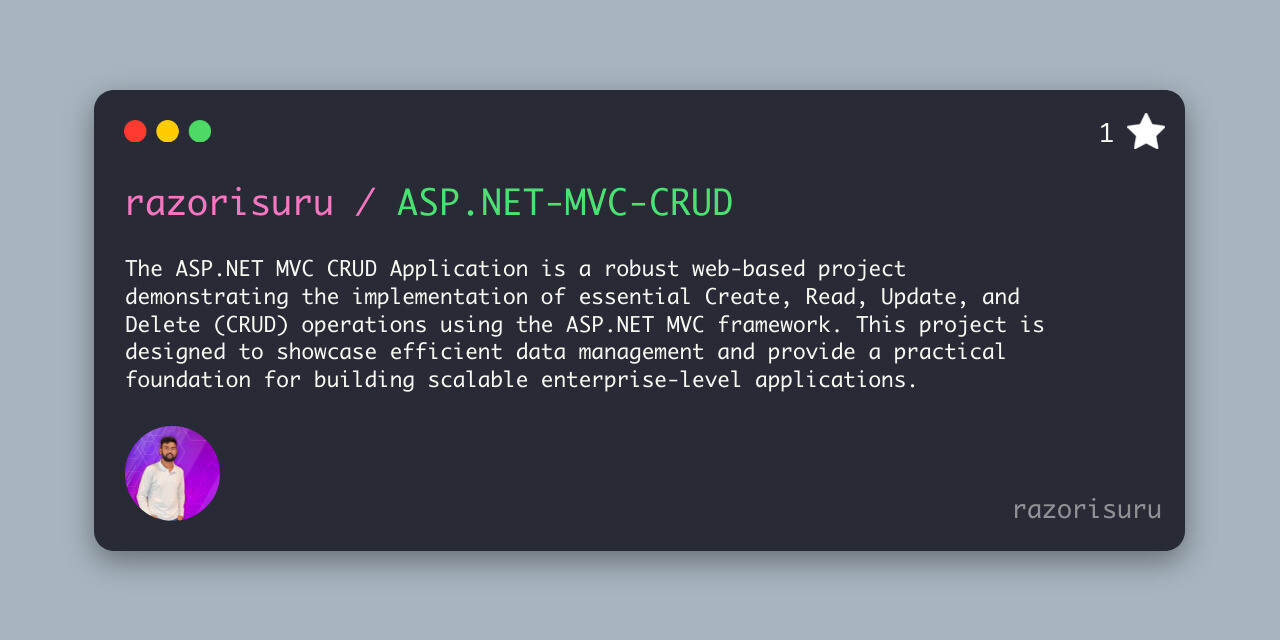 1
razorisuru / ASP.NET-MVC-CRUD
The ASP.NET MVC CRUD Application is a robust web-based project
demonstrating the implementation of essential Create, Read, Update, and
Delete (CRUD) operations using the ASP.NET MVC framework. This project is
designed to showcase efficient data management and provide a practical
foundation for building scalable enterprise-level applications.
razorisuru